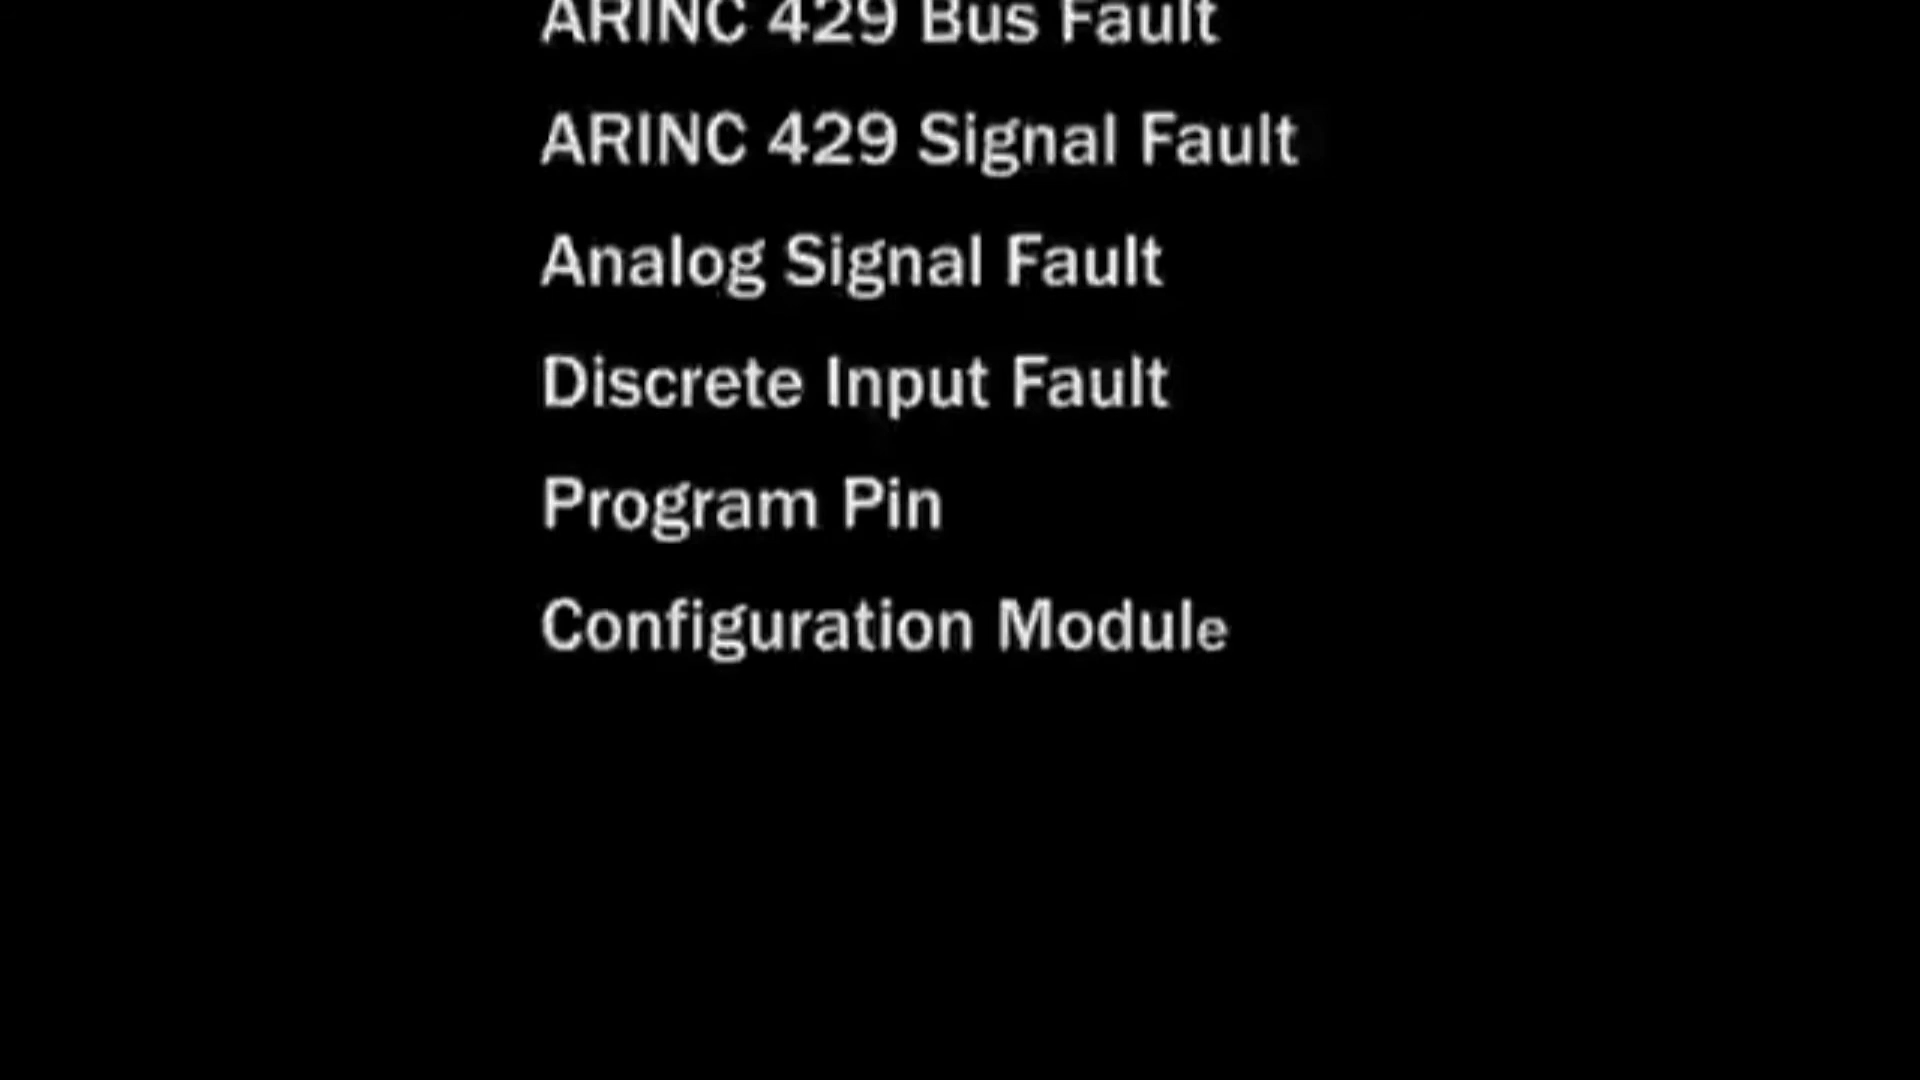 ARINC 429 Bus Fault
ARINC 429 Signal Fault
Analog Signal Fault
Discrete Input Fault
Program Pin
Configuration Module